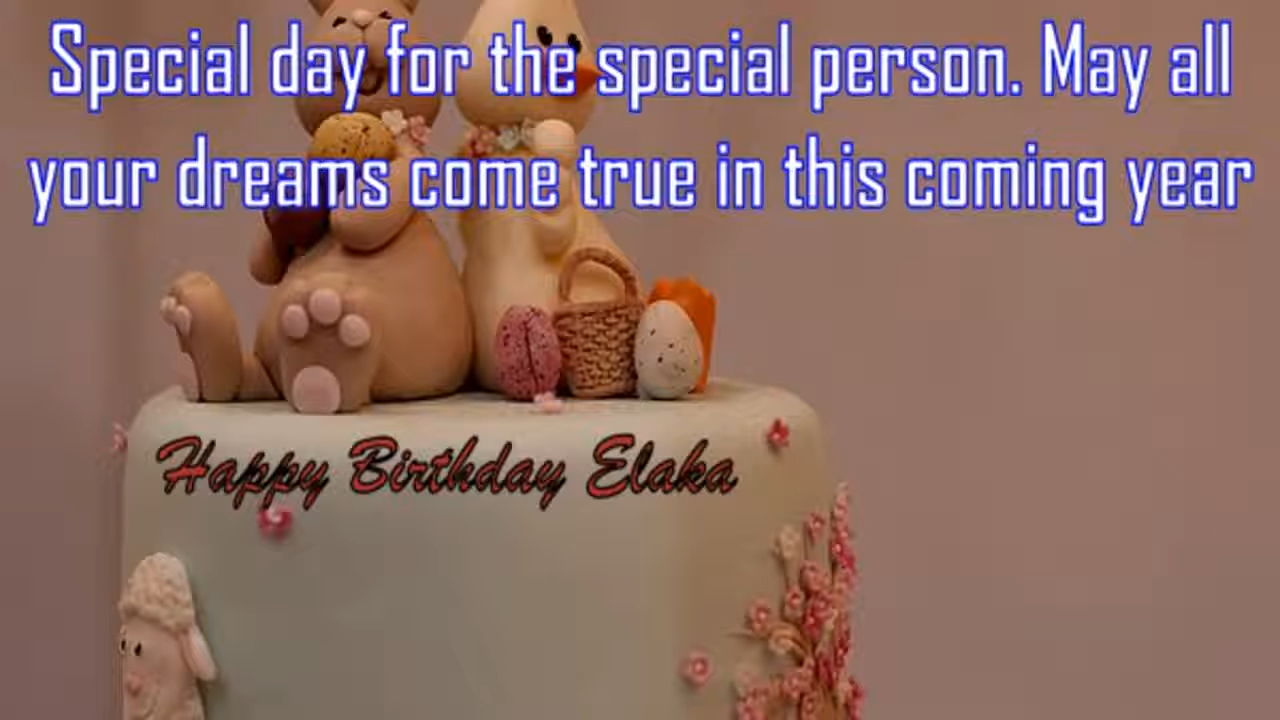 Special day for the special person. May all
your dreams come true in this coming year
Happy Birthday Elaka